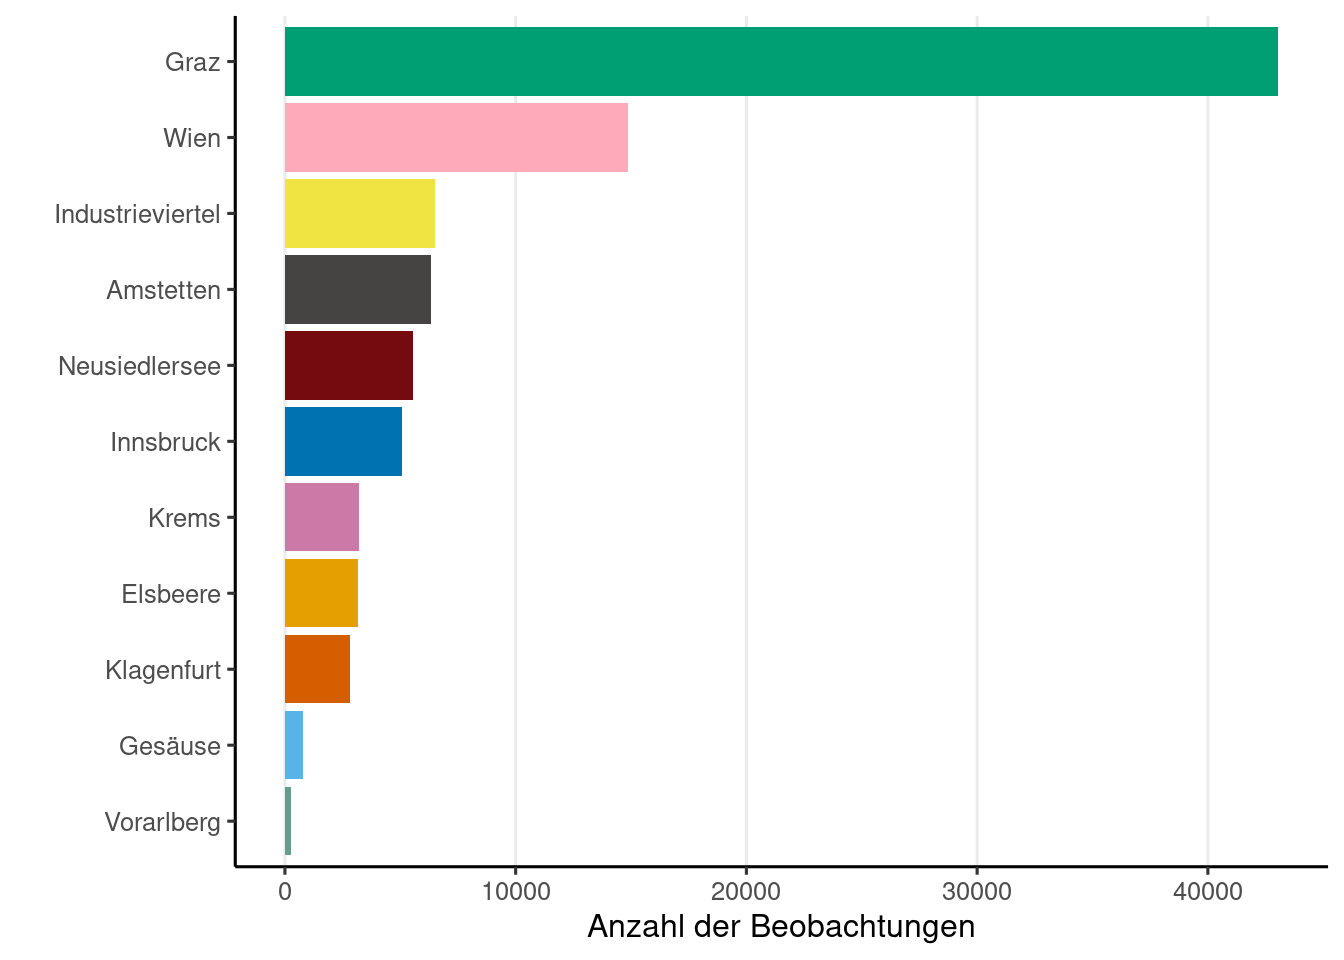 Graz
Wien
Industrieviertel
Amstetten
Neusiedlersee
Innsbruck
Krems
Elsbeere
Klagenfurt
Gesäuse
Vorarlberg
0 10000 20000 30000 40000
Anzahl der Beobachtungen